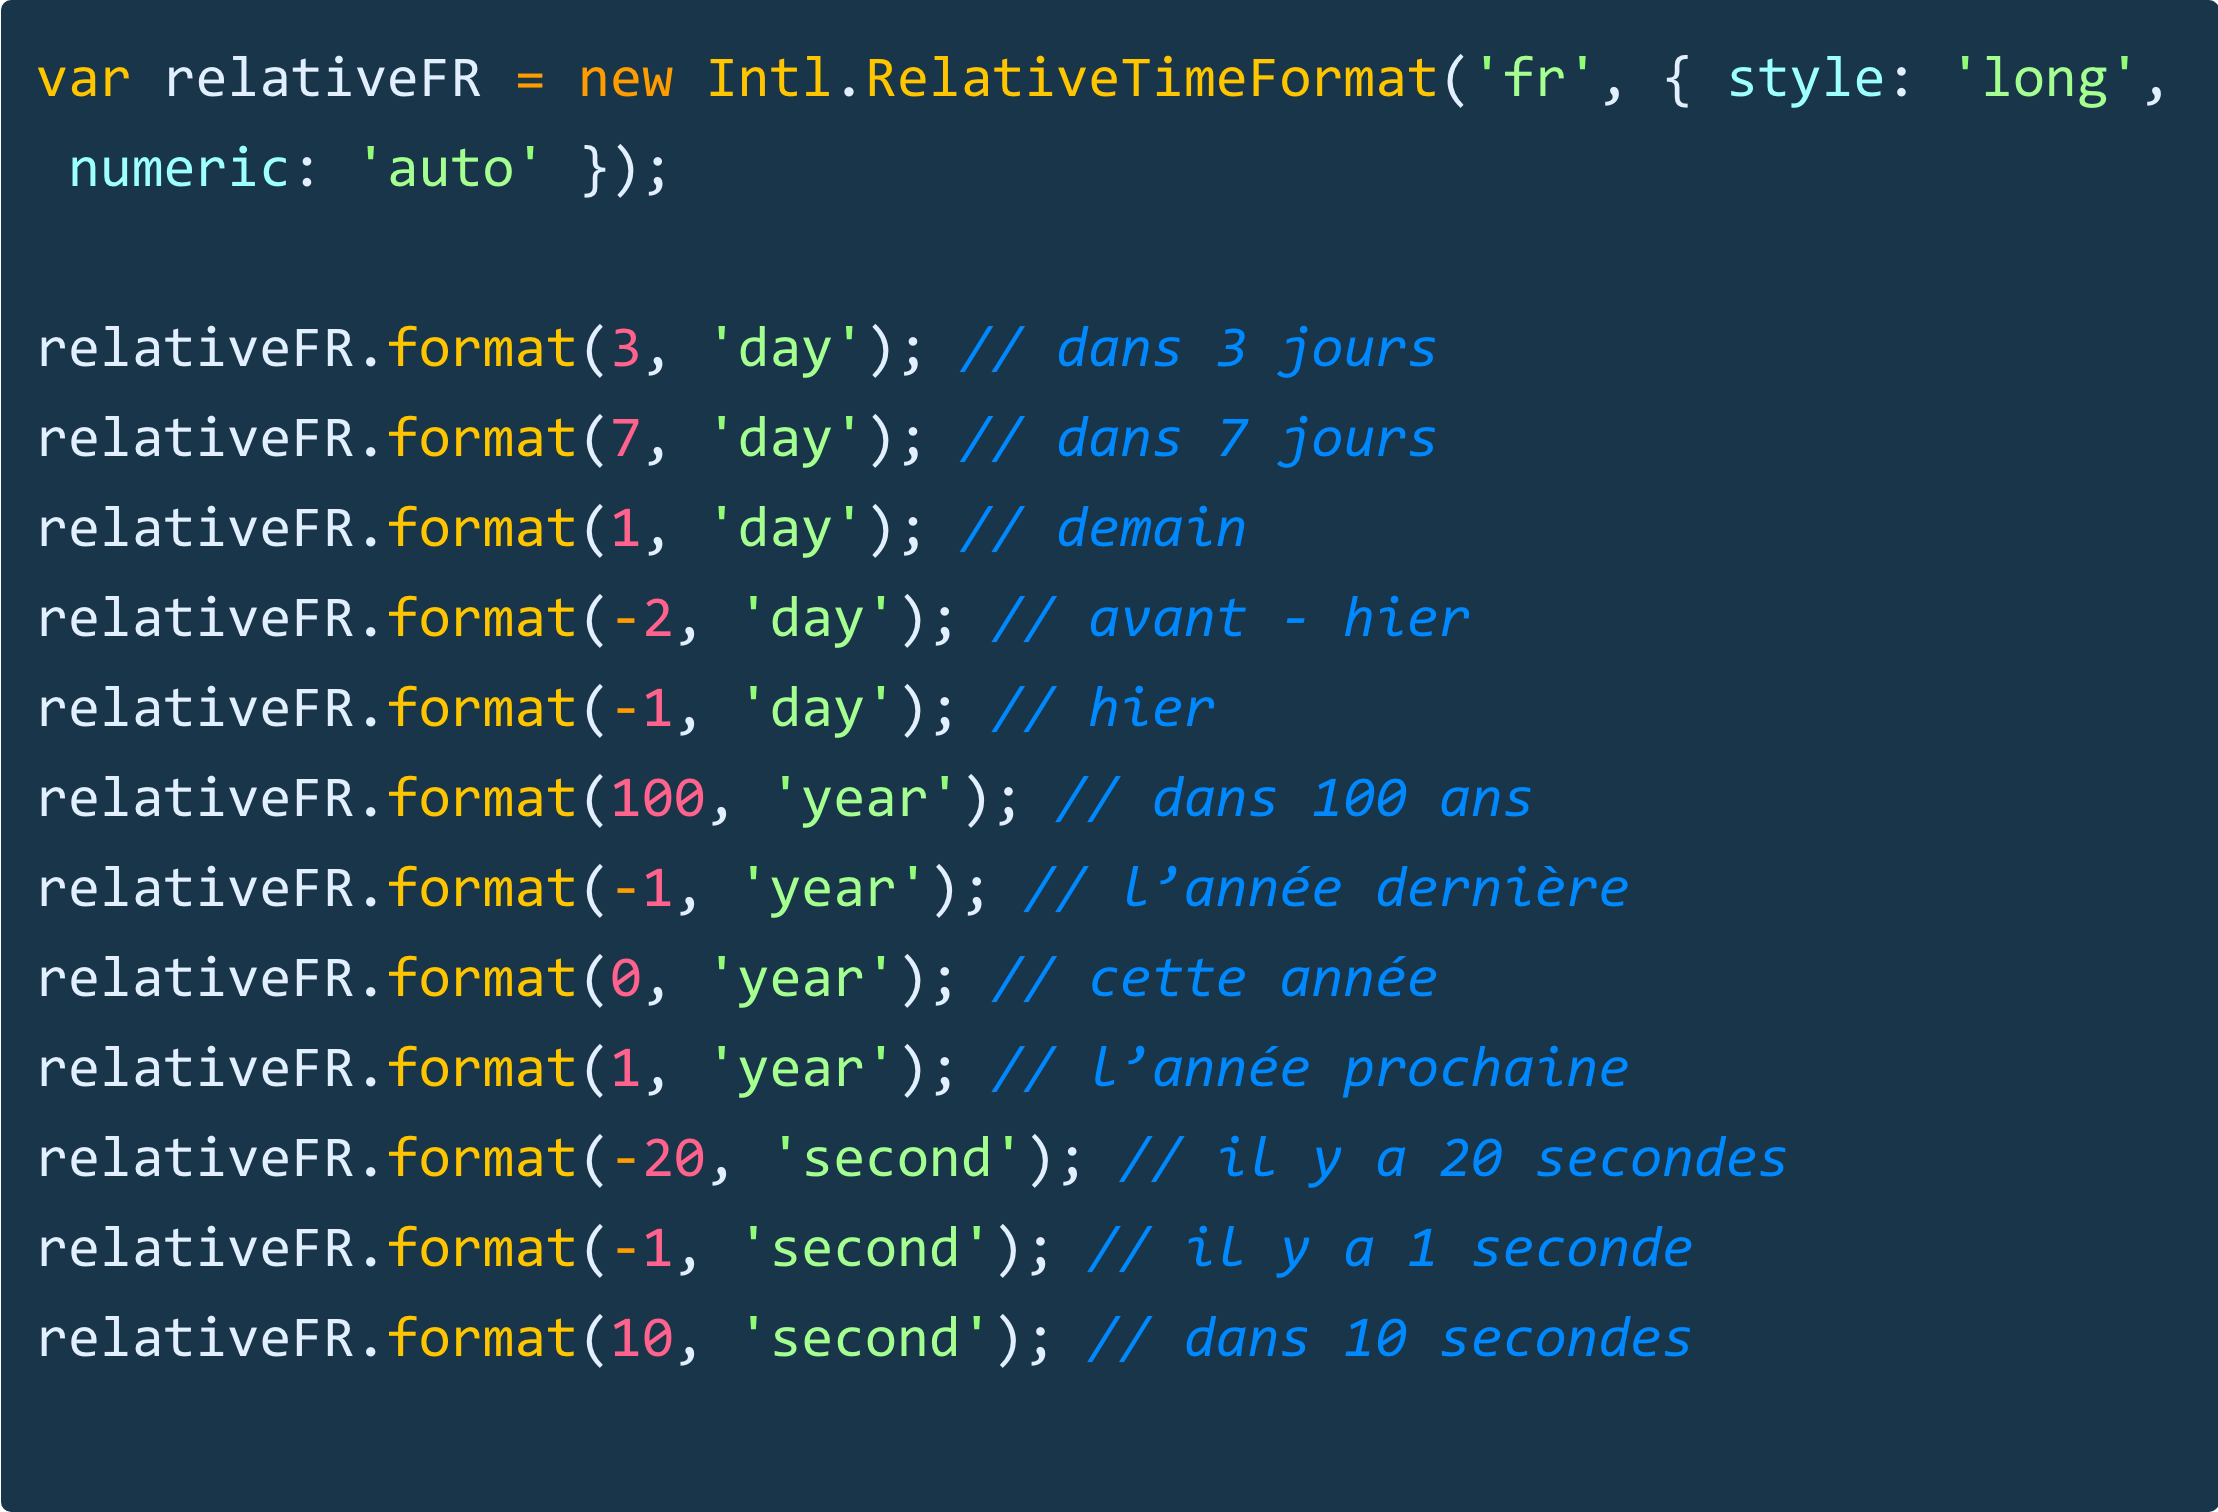 var relativeFR = new Intl.RelativeTimeFormat('fr', { style: 'long',
numeric: 'auto' });
relativeFR.format(3, 'day'); // dans 3 jours
relativeFR.format(7, 'day'); // dans 7 jours
relativeFR.format(1, 'day'); // demain
relativeFR.format(-2, 'day'); // avant - hier
relativeFR.format(-1, 'day'); // hier
relativeFR.format(100, 'year'); // dans 100 ans
relativeFR.format(-1, 'year'); // l’année dernière
relativeFR.format(0, 'year'); // cette année
relativeFR.format(1, 'year'); // l’année prochaine
relativeFR.format(-20, 'second'); // il y a 20 secondes
relativeFR.format(-1, 'second'); // il y a 1 seconde
relativeFR.format(10, 'second'); // dans 10 secondes